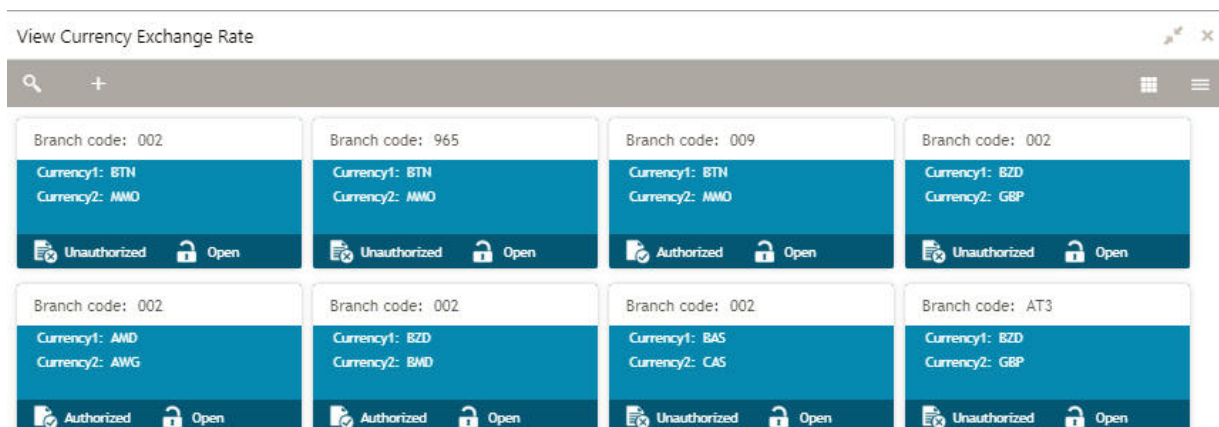 View Currency Exchange Rate
Branch code: 002
Currency1: BTN
Currency2: MMO
Unauthorized Open
Branch code: 965
Currency1: BTN
Currency2: MMO
Unauthorized Open
Branch code: 009
Currency1: BTN
Currency2: MMO
Authorized Open
Branch code: 002
Currency1: BZD
Currency2: GBP
Unauthorized Open
Branch code: 002
Currency1: AMD
Currency2: AWG
Authorized Open
Branch code: 002
Currency1: BZD
Currency2: BMD
Authorized Open
Branch code: 002
Currency1: BAS
Currency2: CAS
Unauthorized Open
Branch code: AT3
Currency1: BZD
Currency2: GBP
Unauthorized Open